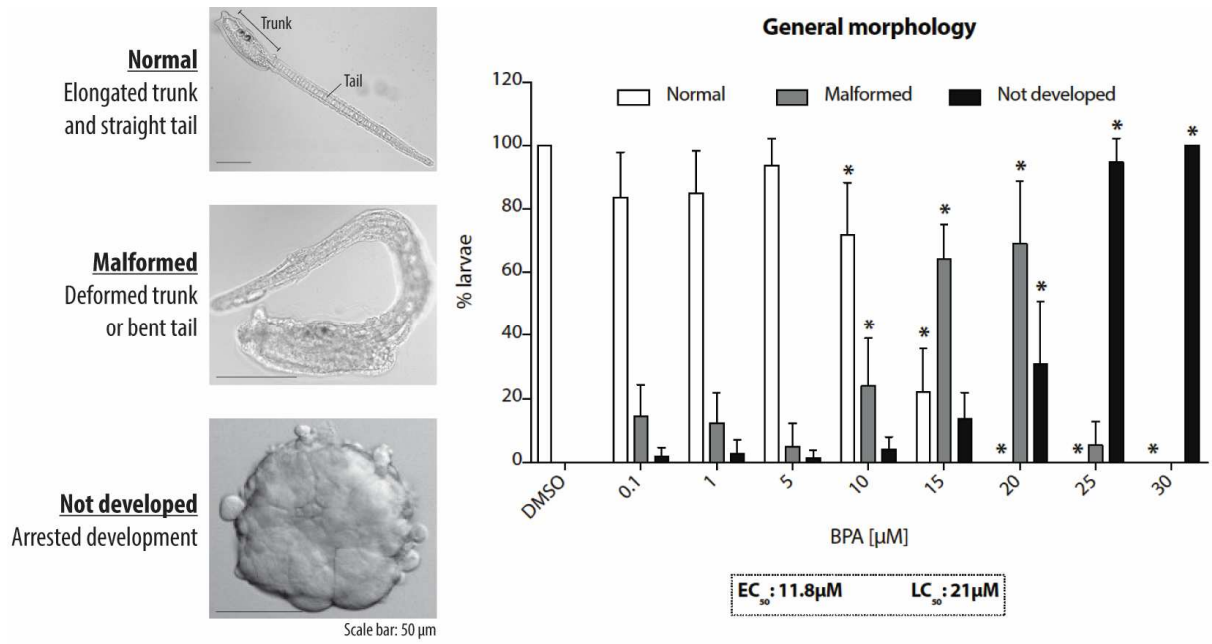 Normal
Elongated trunk
and straight tail
Trunk
Tail
Malformed
Deformed trunk
or bent tail
Not developed
Arrested development
Scale bar: 50 µm
General morphology
Normal
Malformed
Not developed
% larvae
120
100
80
60
40
20
0
* * * * * * * * * * *
DMSO
0.1
1
5
10
15
20
25
30
BPA [µM]
EC50: 11.8µM LC50: 21µM